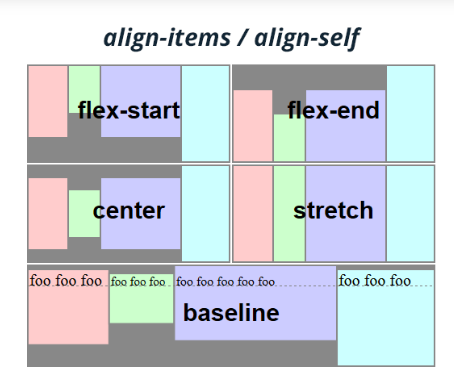 align-items / align-self
flex-start
flex-end
center
stretch
foo foo foo
foo foo foo
foo foo foo foo foo
foo foo foo
baseline